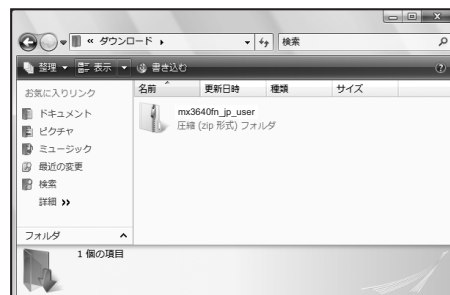 « ダウンロード
検索
整理 表示 書き込む
お気に入りリンク
ドキュメント
ピクチャ
ミュージック
最近の変更
検索
詳細 »
フォルダ
名前 更新日時 種類 サイズ
mx3640fn_jp_user
圧縮 (zip 形式) フォルダ
1 個の項目